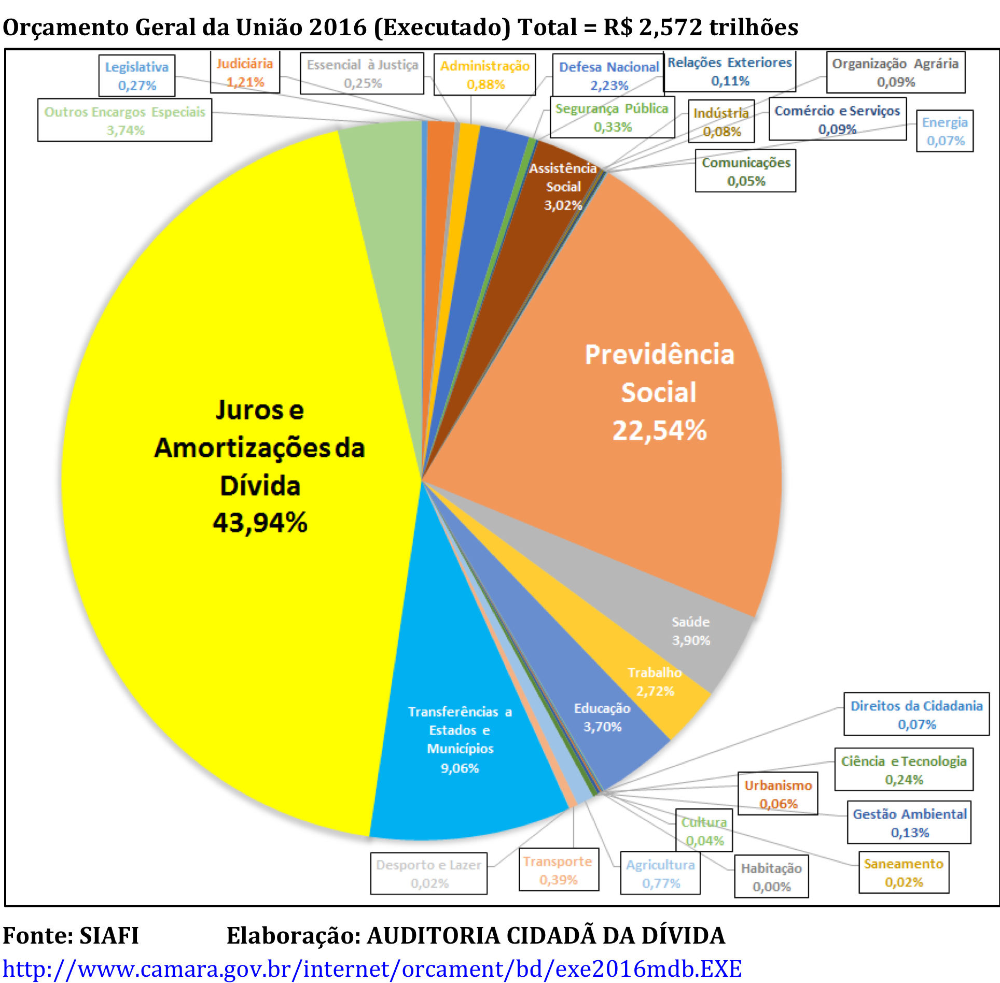 Orçamento Geral da União 2016 (Executado) Total = R$ 2,572 trilhões
Legislativa
0,27%
Judiciária
1,21%
Essencial à Justiça
0,25%
Administração
0,88%
Defesa Nacional
2,23%
Relações Exteriores
0,11%
Organização Agrária
0,09%
Outros Encargos Especiais
3,74%
Segurança Pública
0,33%
Indústria
0,08%
Comércio e Serviços
0,09%
Energia
0,07%
Comunicações
0,05%
Assistência
Social
3,02%
Previdência
Social
22,54%
Juros e
Amortizações da
Dívida
43,94%
Saúde
3,90%
Trabalho
2,72%
Educação
3,70%
Transferências a
Estados e
Municípios
9,06%
Direitos da Cidadania
0,07%
Ciência e Tecnologia
0,24%
Urbanismo
0,06%
Gestão Ambiental
0,13%
Cultura
0,04%
Desporto e Lazer
0,02%
Transporte
0,39%
Agricultura
0,77%
Habitação
0,00%
Saneamento
0,02%
Fonte: SIAFI Elaboração: AUDITORIA CIDADÃ DA DÍVIDA
http://www.camara.gov.br/internet/orcament/bd/exe2016mdb.EXE